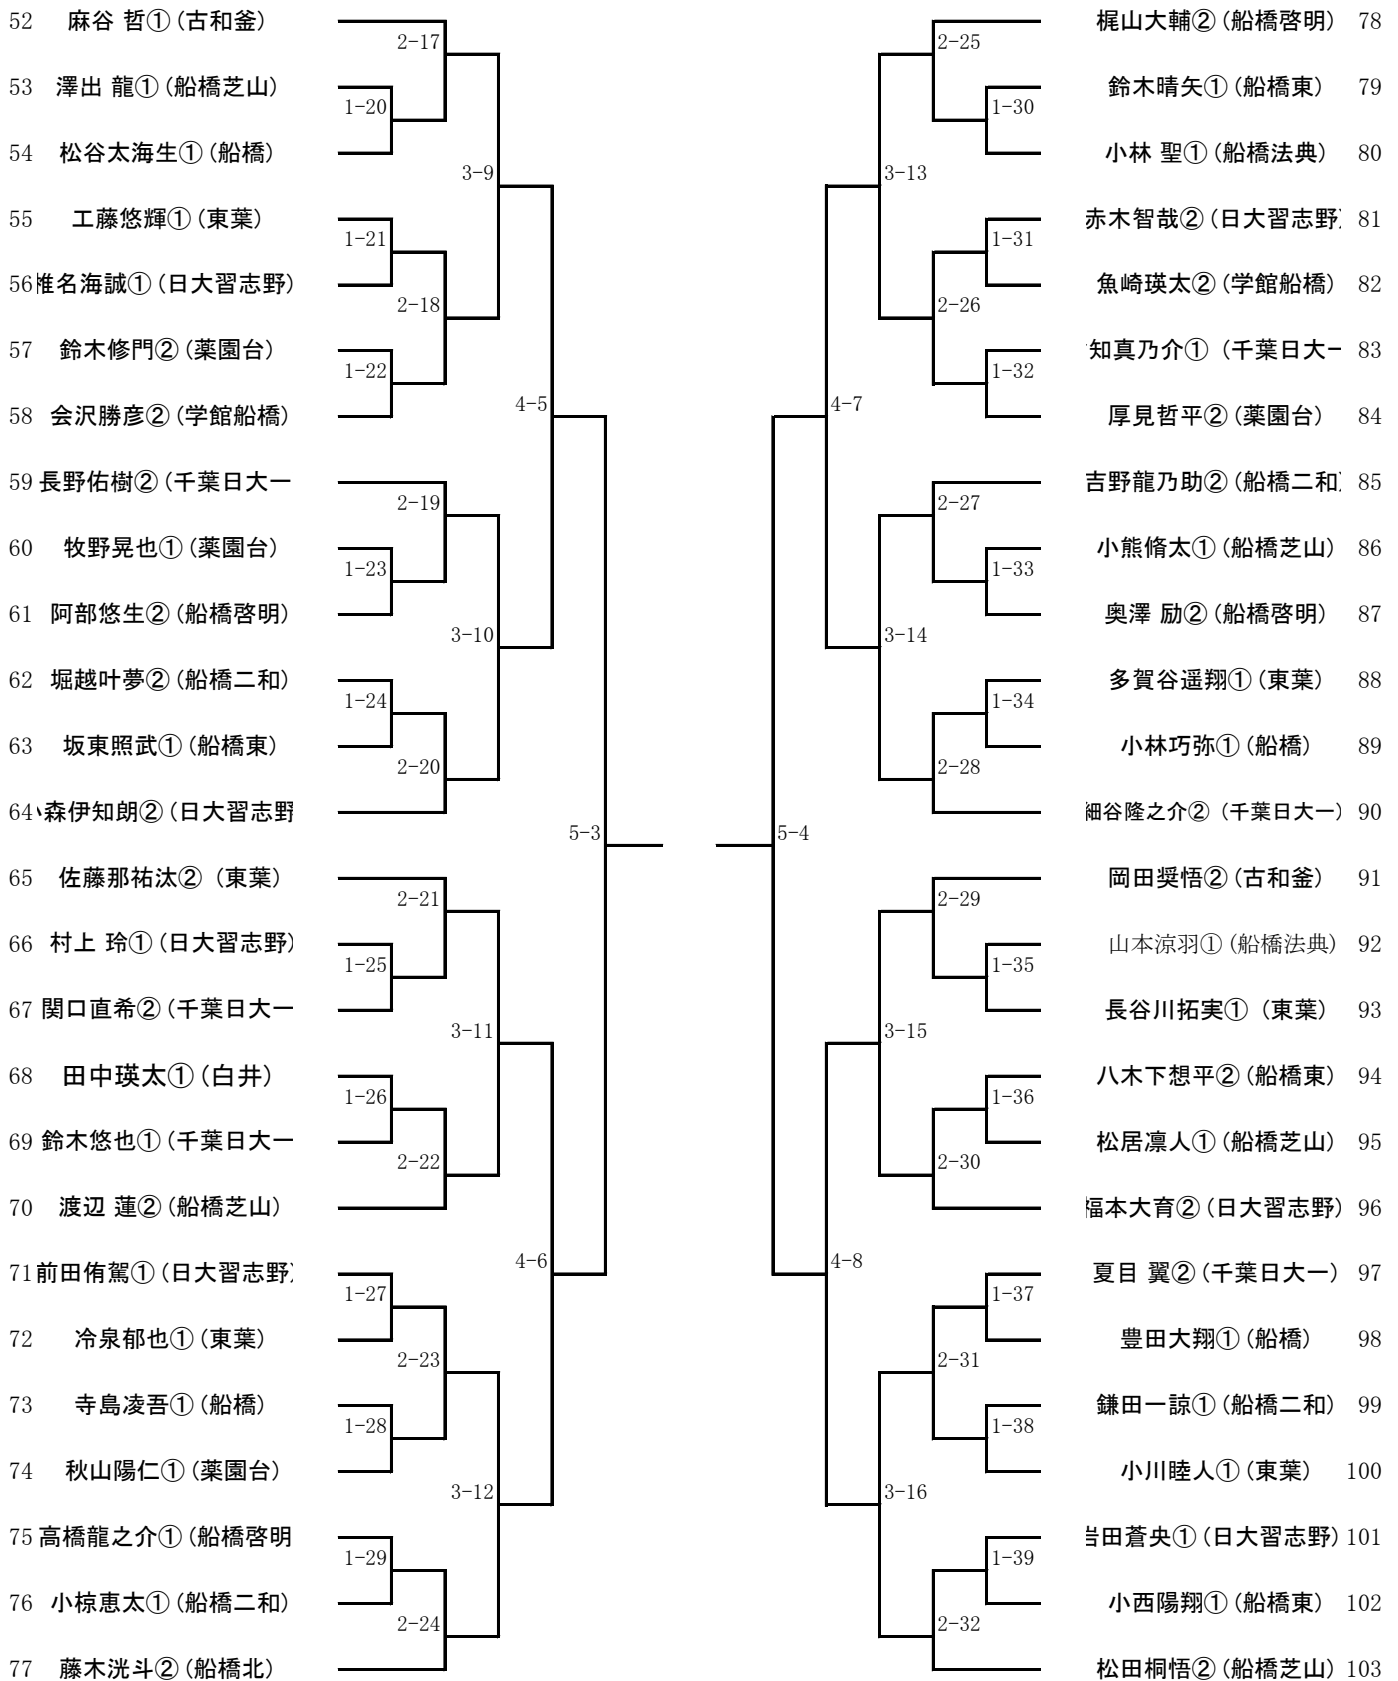 52 麻谷 哲①（古和釜）
2-17
53 澤出 龍①（船橋芝山）
1-20
54 松谷太海生①（船橋）
3-9
55 工藤悠輝①（東葉）
1-21
56 椎名海誠①（日大習志野）
2-18
57 鈴木修門②（薬園台）
1-22
58 会沢勝彦②（学館船橋）
4-5
59 長野佑樹②（千葉日大一
2-19
60 牧野晃也①（薬園台）
1-23
61 阿部悠生②（船橋啓明）
3-10
62 堀越叶夢②（船橋二和）
1-24
63 坂東照武①（船橋東）
2-20
64 森伊知朗②（日大習志野
5-3
65 佐藤那祐汰②（東葉）
2-21
66 村上 玲①（日大習志野）
1-25
67 関口直希②（千葉日大一
3-11
68 田中瑛太①（白井）
1-26
69 鈴木悠也①（千葉日大一
2-22
70 渡辺 蓮②（船橋芝山）
4-6
71 前田侑駕①（日大習志野）
1-27
72 冷泉郁也①（東葉）
2-23
73 寺島凌吾①（船橋）
1-28
74 秋山陽仁①（薬園台）
3-12
75 高橋龍之介①（船橋啓明
1-29
76 小椋恵太①（船橋二和）
2-24
77 藤木洸斗②（船橋北）
梶山大輔②（船橋啓明） 78
2-25
鈴木晴矢①（船橋東） 79
1-30
小林 聖①（船橋法典） 80
3-13
赤木智哉②（日大習志野） 81
1-31
魚崎瑛太②（学館船橋） 82
2-26
知真乃介①（千葉日大一 83
1-32
厚見哲平②（薬園台） 84
4-7
吉野龍乃助②（船橋二和） 85
2-27
小熊脩太①（船橋芝山） 86
1-33
奥澤 励②（船橋啓明） 87
3-14
多賀谷遥翔①（東葉） 88
1-34
小林巧弥①（船橋） 89
2-28
細谷隆之介②（千葉日大一） 90
5-4
岡田奨悟②（古和釜） 91
2-29
山本涼羽①（船橋法典） 92
1-35
長谷川拓実①（東葉） 93
3-15
八木下想平②（船橋東） 94
1-36
松居凛人①（船橋芝山） 95
2-30
福本大育②（日大習志野） 96
4-8
夏目 翼②（千葉日大一） 97
1-37
豊田大翔①（船橋） 98
2-31
鎌田一諒①（船橋二和） 99
1-38
小川睦人①（東葉） 100
3-16
岩田蒼央①（日大習志野） 101
1-39
小西陽翔①（船橋東） 102
2-32
松田桐悟②（船橋芝山） 103